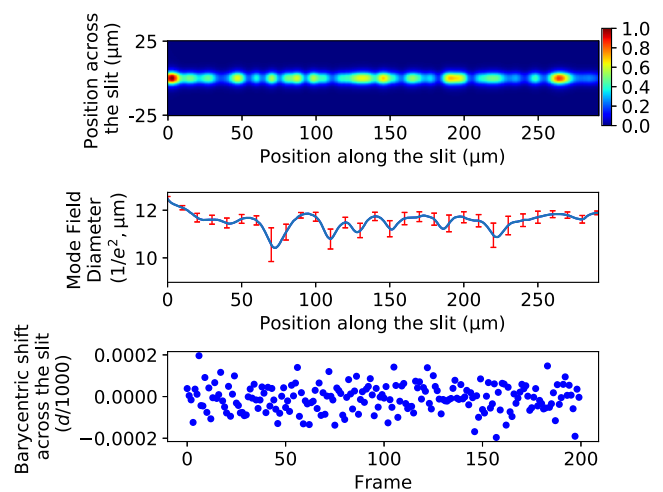 Position across
the slit (μm)
25
-25
0
50
100
150
200
250
Position along the slit (μm)
1.0
0.8
0.6
0.4
0.2
0.0
Mode Field
Diameter
(1/e², μm)
12
10
0
50
100
150
200
250
Position along the slit (μm)
Barycentric shift
across the slit
(d/1000)
0.0002
0.0000
−0.0002
0
50
100
150
200
Frame